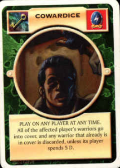 COWARDICE
PLAY ON ANY PLAYER AT ANY TIME.
All of the affected player's warriors go
into cover, and any warrior that already is
in cover is discarded, unless its player
spends 5 D.